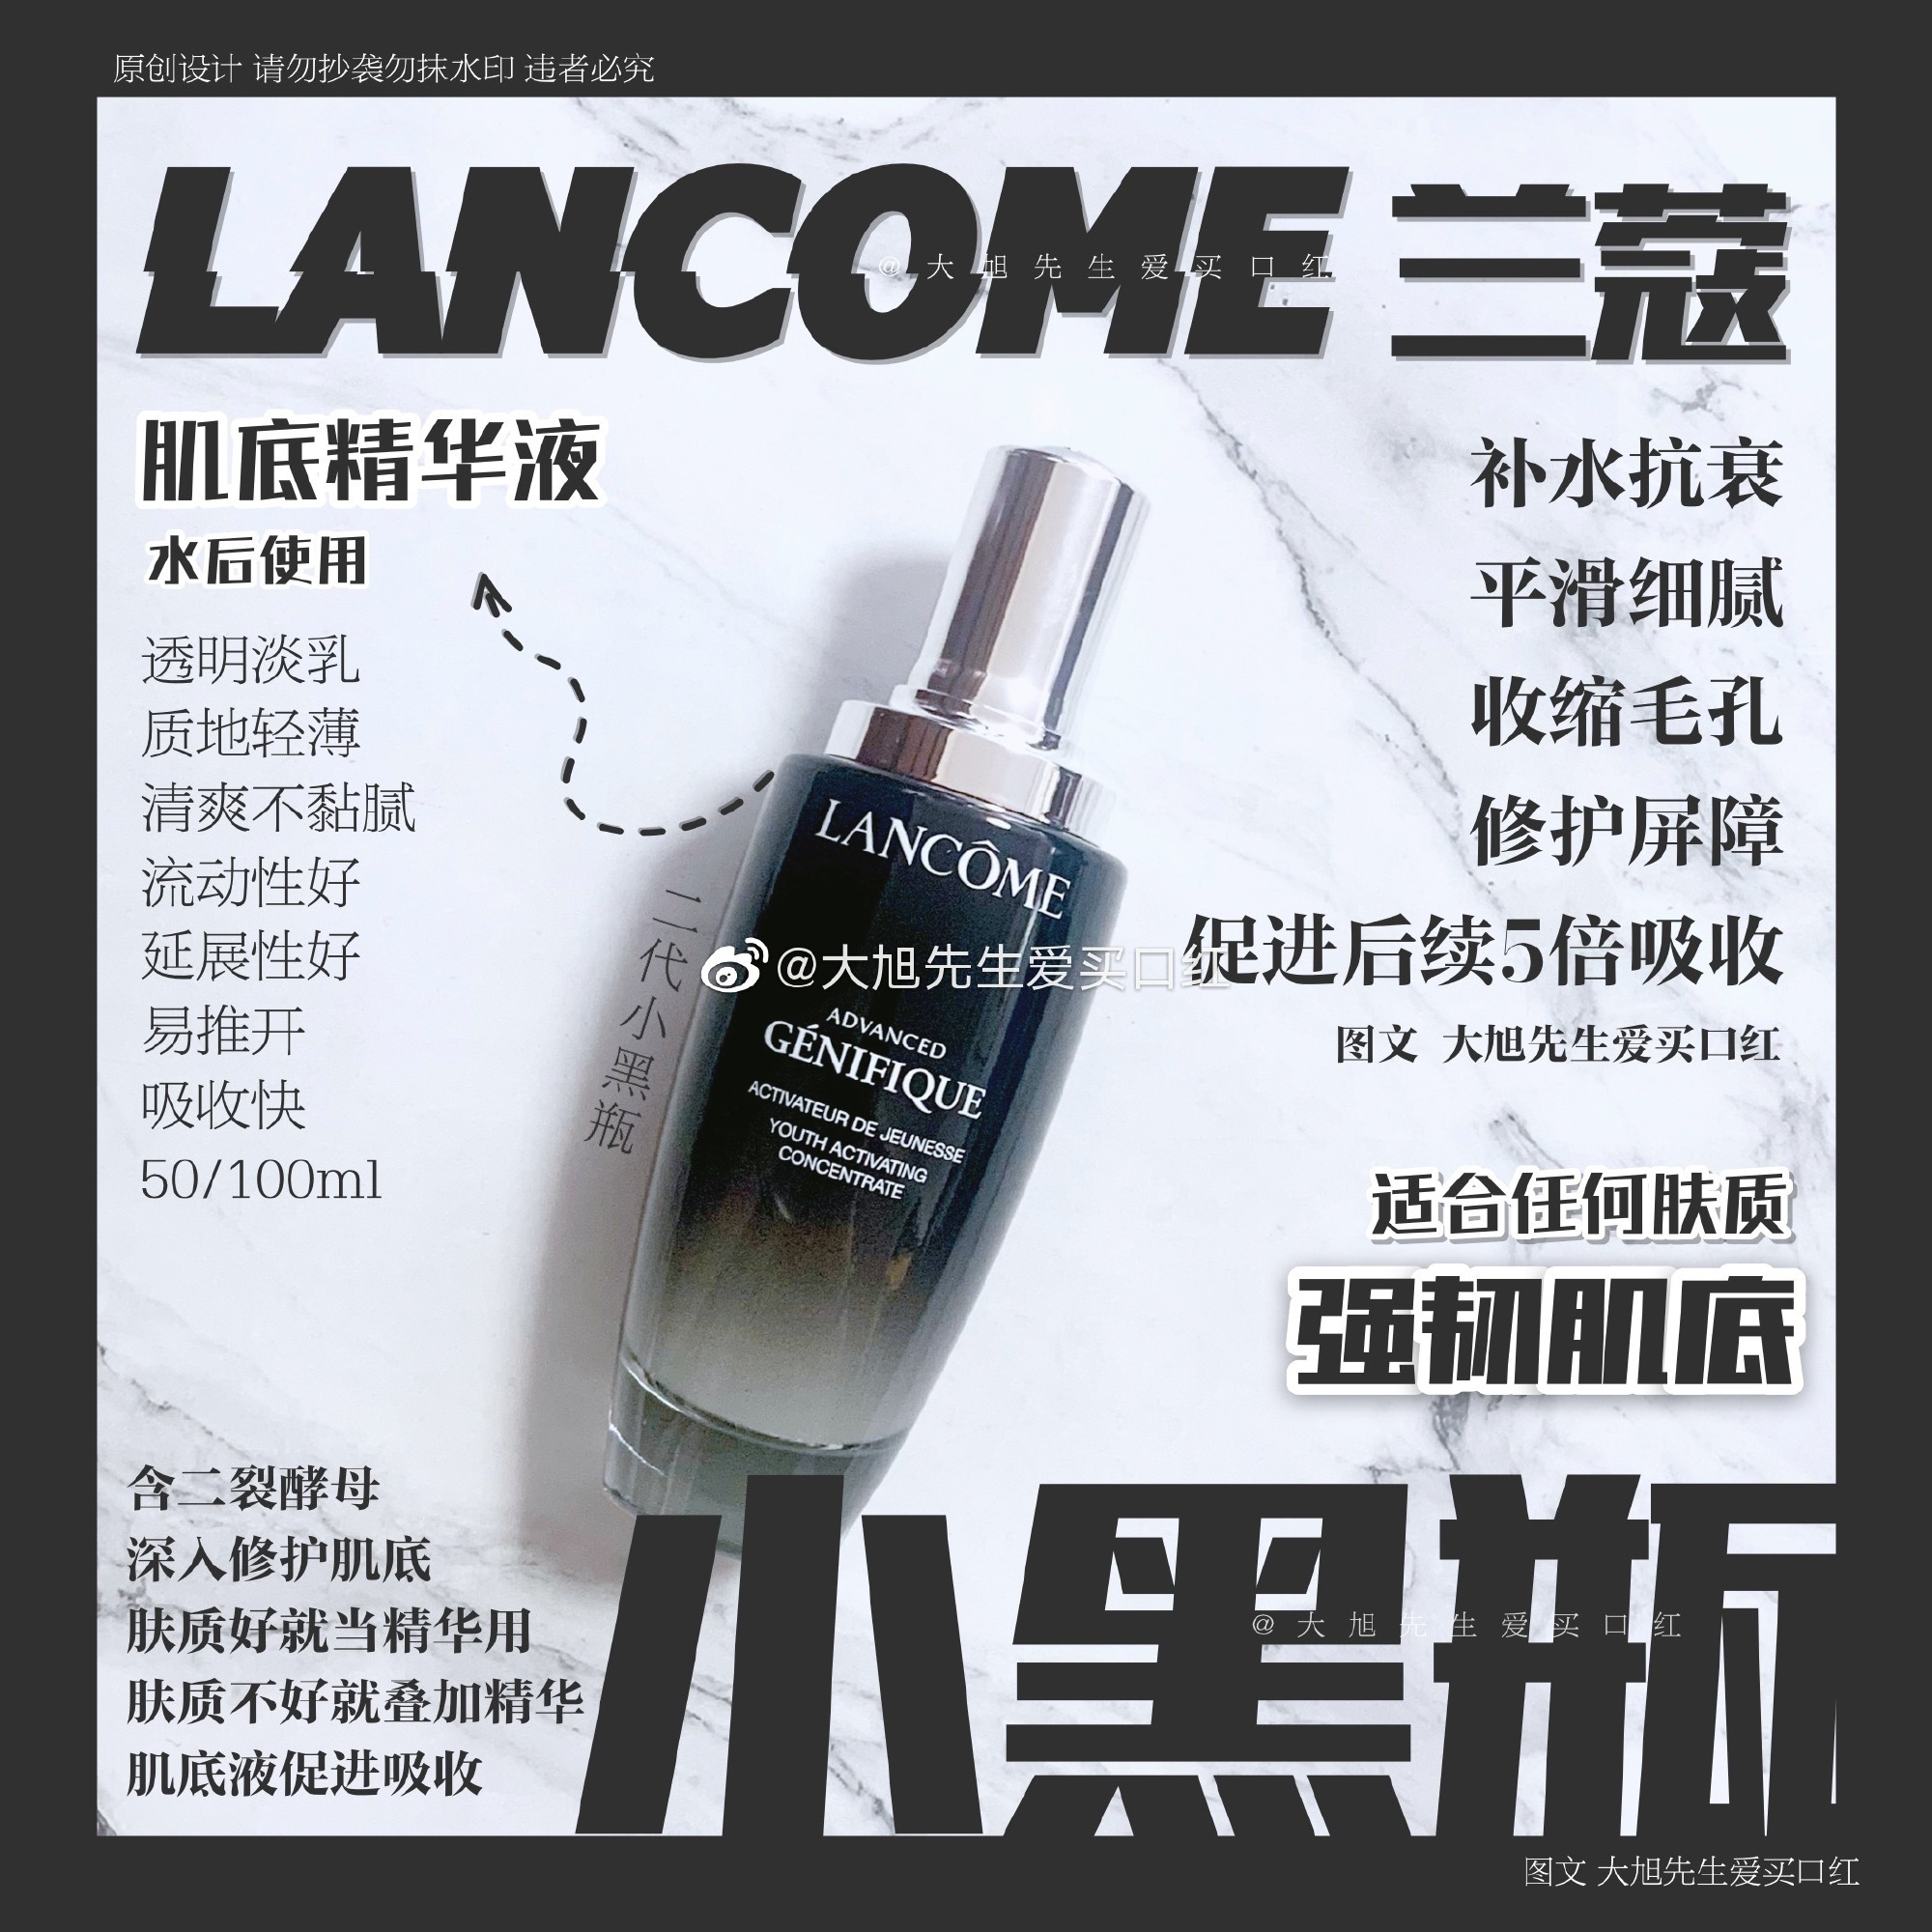 原创设计 请勿抄袭勿抹水印 违者必究
LANCOME 兰蔻
@大旭先生爱买口红
肌底精华液
水后使用
透明淡乳
质地轻薄
清爽不黏腻
流动性好
延展性好
易推开
吸收快
50/100ml
二代小黑瓶
LANCÔME
@大旭先生爱买口红
ADVANCED
GÉNIFIQUE
ACTIVATEUR DE JEUNESSE
YOUTH ACTIVATING
CONCENTRATE
补水抗衰
平滑细腻
收缩毛孔
修护屏障
促进后续5倍吸收
图文 大旭先生爱买口红
适合任何肤质
强韧肌底
含二裂酵母
深入修护肌底
肤质好就当精华用
肤质不好就叠加精华
肌底液促进吸收
小黑瓶
@大旭先生爱买口红
图文 大旭先生爱买口红